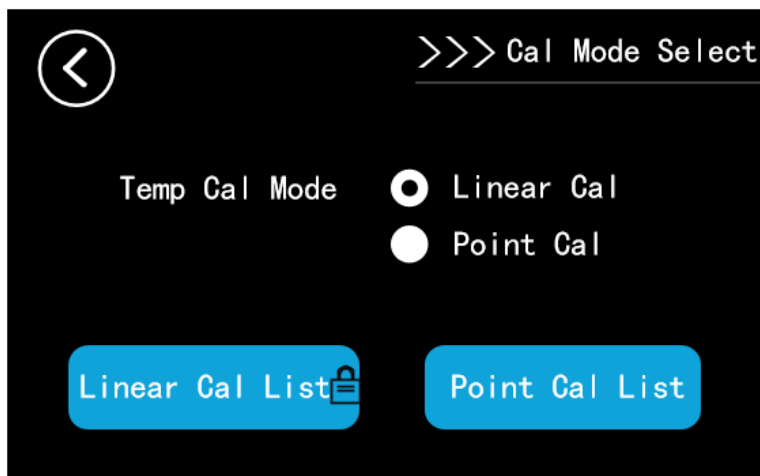 >>> Cal Mode Select
Temp Cal Mode
Linear Cal
Point Cal
Linear Cal List
Point Cal List